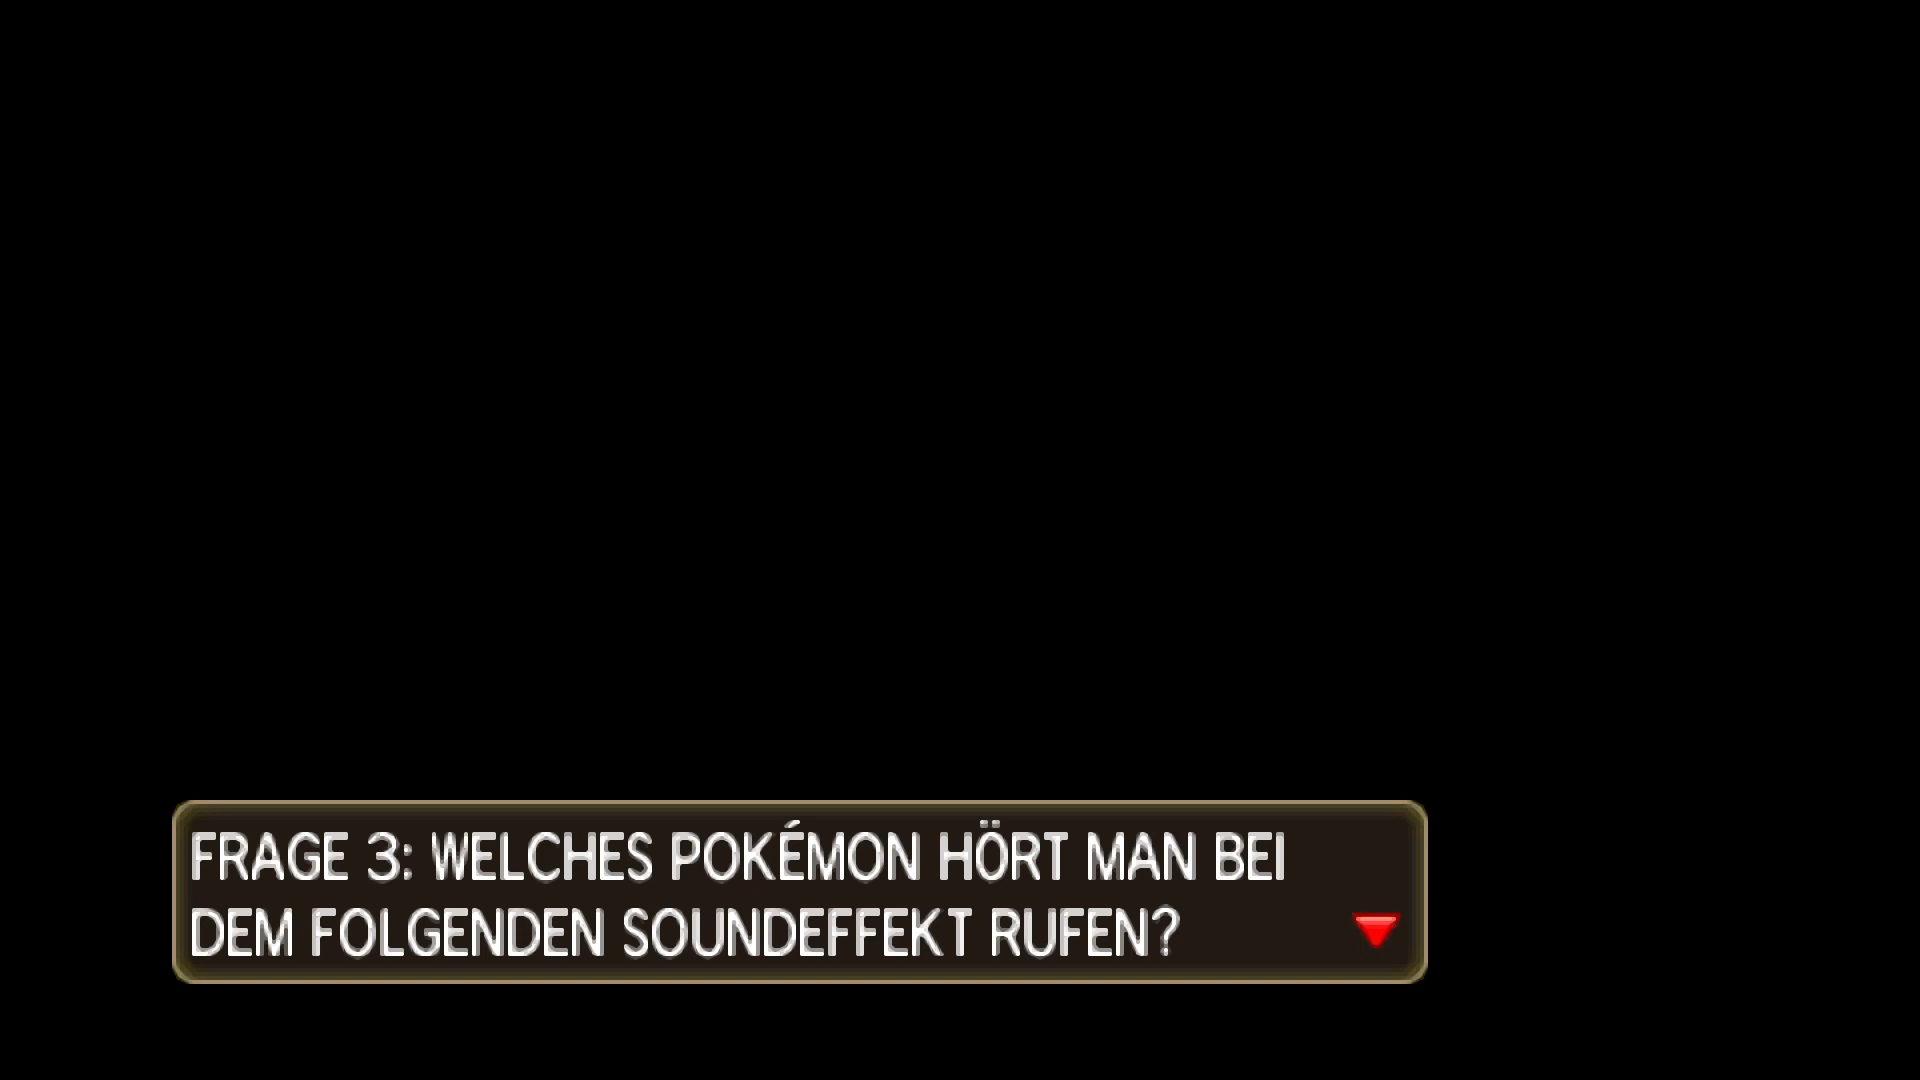 FRAGE 3: WELCHES POKÉMON HÖRT MAN BEI
DEM FOLGENDEN SOUNDEFFEKT RUFEN?